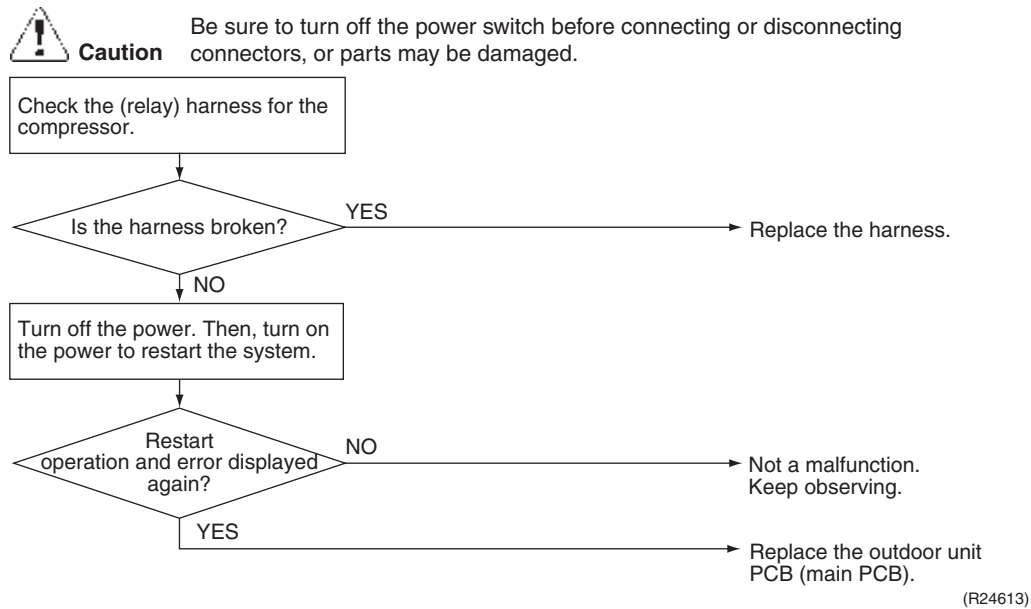 Be sure to turn off the power switch before connecting or disconnecting
Caution connectors, or parts may be damaged.
Check the (relay) harness for the
compressor.
Is the harness broken?
YES
Replace the harness.
NO
Turn off the power. Then, turn on
the power to restart the system.
Restart
operation and error displayed
again?
NO
Not a malfunction.
Keep observing.
YES
Replace the outdoor unit
PCB (main PCB).
(R24613)